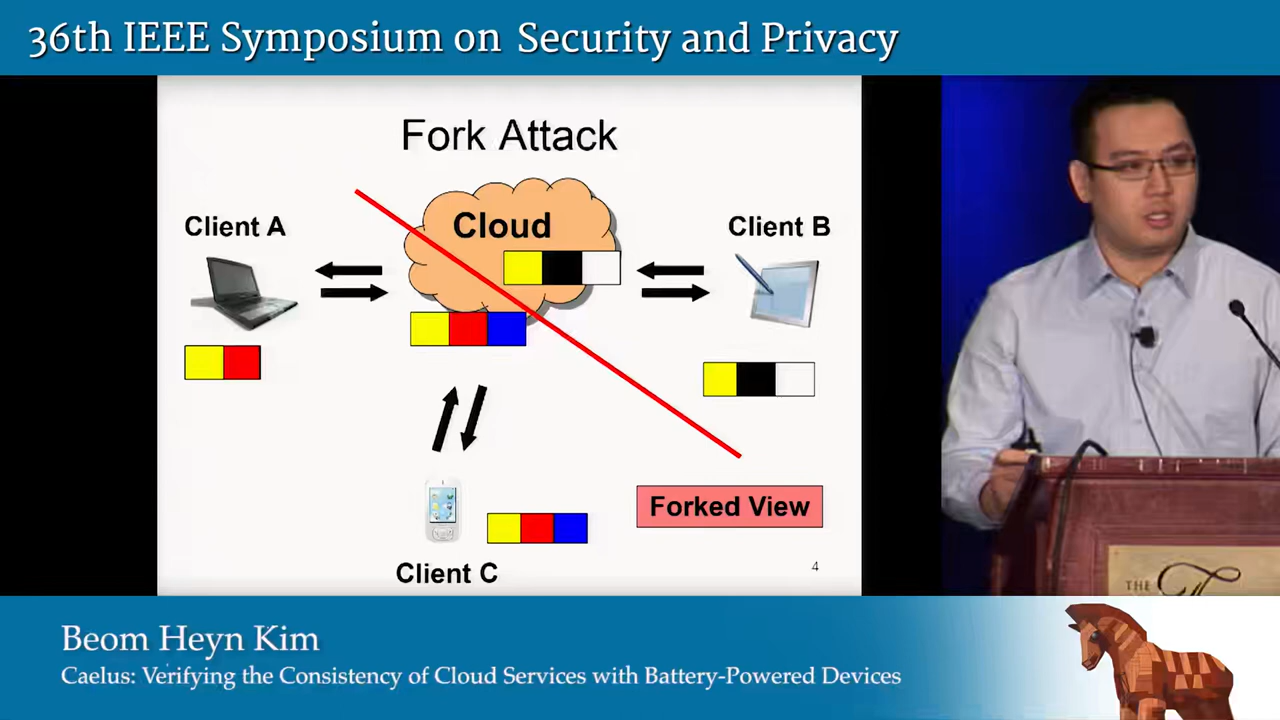 36th IEEE Symposium on Security and Privacy
Fork Attack
Cloud
Client A
Client B
Forked View
Client C
4
THE
Beom Heyn Kim
Caelus: Verifying the Consistency of Cloud Services with Battery-Powered Devices